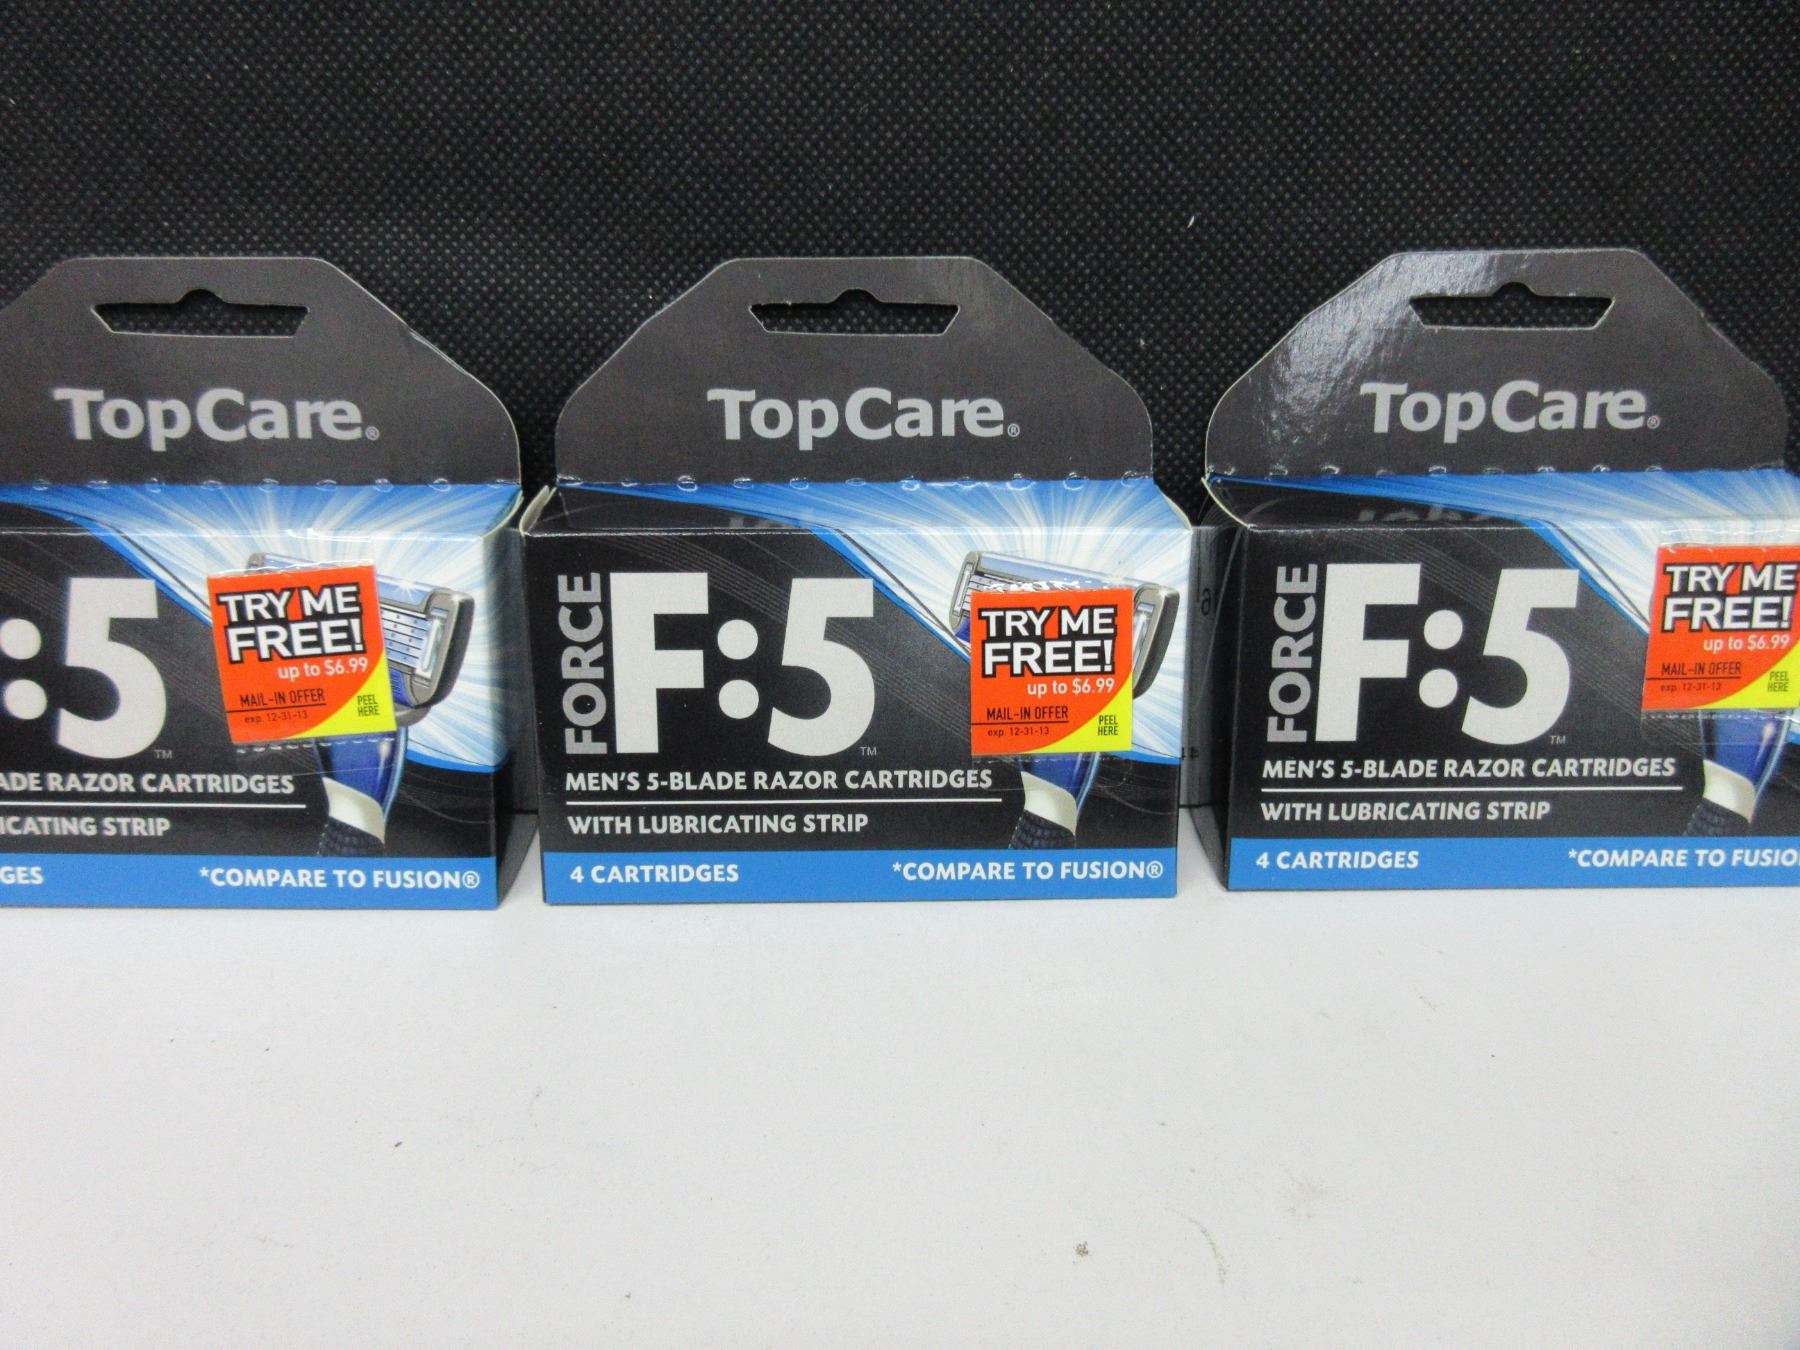 TopCare®
:5™
TRY ME
FREE!
up to $6.99
MAIL-IN OFFER
exp. 12-31-13
PEEL
HERE
ADE RAZOR CARTRIDGES
ICATING STRIP
GES
*COMPARE TO FUSION®
TopCare®
FORCE
F:5™
TRY ME
FREE!
up to $6.99
MAIL-IN OFFER
exp. 12-31-13
PEEL
HERE
MEN'S 5-BLADE RAZOR CARTRIDGES
WITH LUBRICATING STRIP
4 CARTRIDGES
*COMPARE TO FUSION®
TopCare®
FORCE
F:5™
TRY ME
FREE!
up to $6.99
MAIL-IN OFFER
exp. 12-31-13
PEEL
HERE
MEN'S 5-BLADE RAZOR CARTRIDGES
WITH LUBRICATING STRIP
4 CARTRIDGES
*COMPARE TO FUSIO